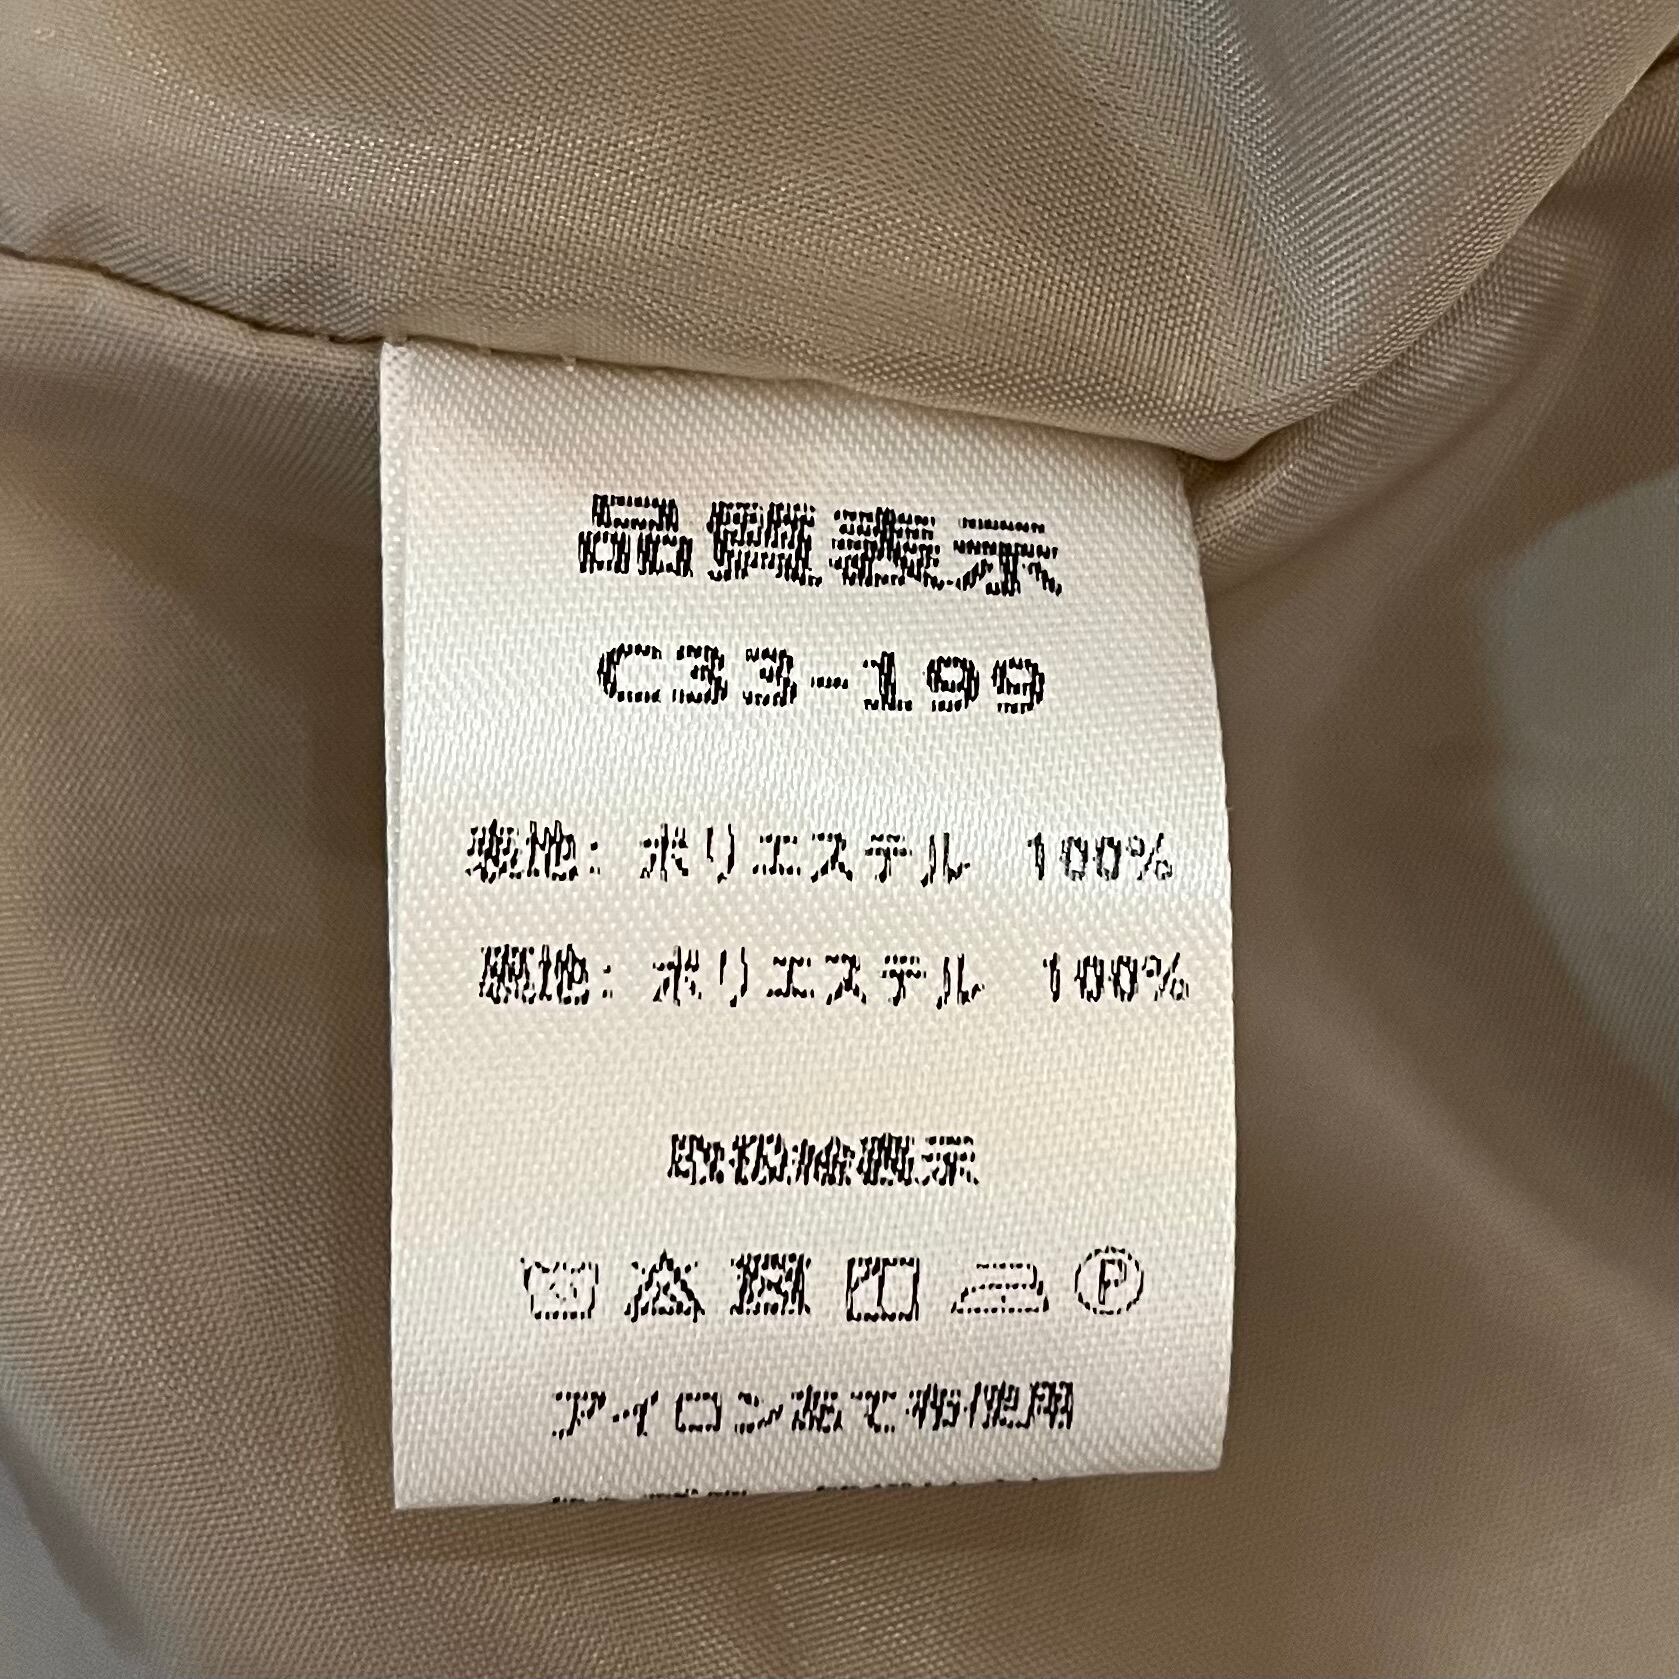 品質表示
C33-199
表地: ポリエステル 100%
裏地: ポリエステル 100%
取扱絵表示
P
アイロン当て布使用